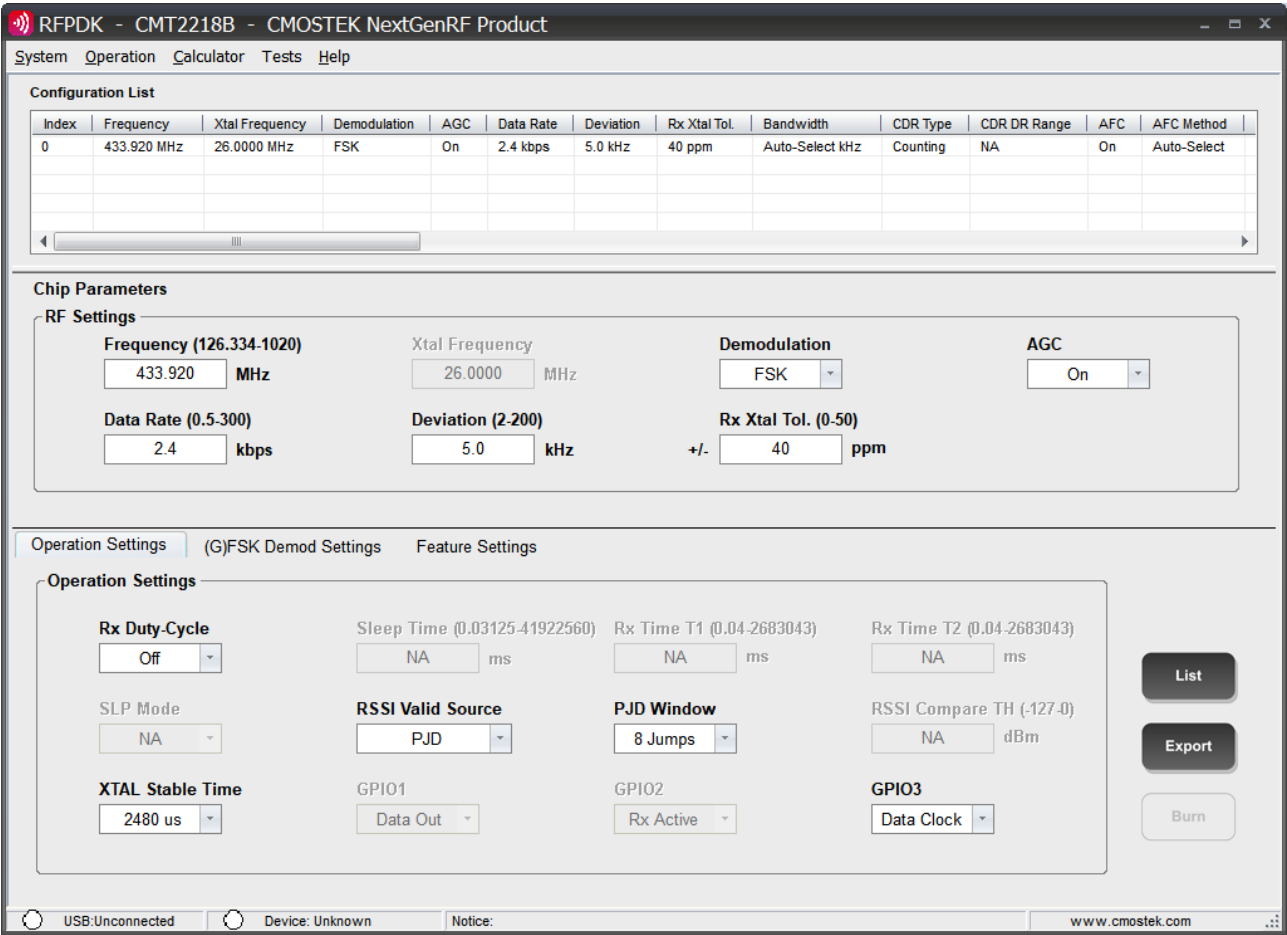 RFPDK - CMT2218B - CMOSTEK NextGenRF Product
System Operation Calculator Tests Help
Configuration List
Index Frequency Xtal Frequency Demodulation AGC Data Rate Deviation Rx Xtal Tol. Bandwidth CDR Type CDR DR Range AFC AFC Method
0 433.920 MHz 26.0000 MHz FSK On 2.4 kbps 5.0 kHz 40 ppm Auto-Select kHz Counting NA On Auto-Select
Chip Parameters
RF Settings
Frequency (126.334-1020) Xtal Frequency Demodulation AGC
433.920 MHz 26.0000 MHz FSK On
Data Rate (0.5-300) Deviation (2-200) Rx Xtal Tol. (0-50)
2.4 kbps 5.0 kHz +/- 40 ppm
Operation Settings (G)FSK Demod Settings Feature Settings
Operation Settings
Rx Duty-Cycle Sleep Time (0.03125-41922560) Rx Time T1 (0.04-2683043) Rx Time T2 (0.04-2683043)
Off NA ms NA ms NA ms
List
SLP Mode RSSI Valid Source PJD Window RSSI Compare TH (-127-0)
NA PJD 8 Jumps NA dBm
Export
XTAL Stable Time GPIO1 GPIO2 GPIO3
2480 us Data Out Rx Active Data Clock
Burn
USB:Unconnected Device: Unknown Notice: www.cmostek.com